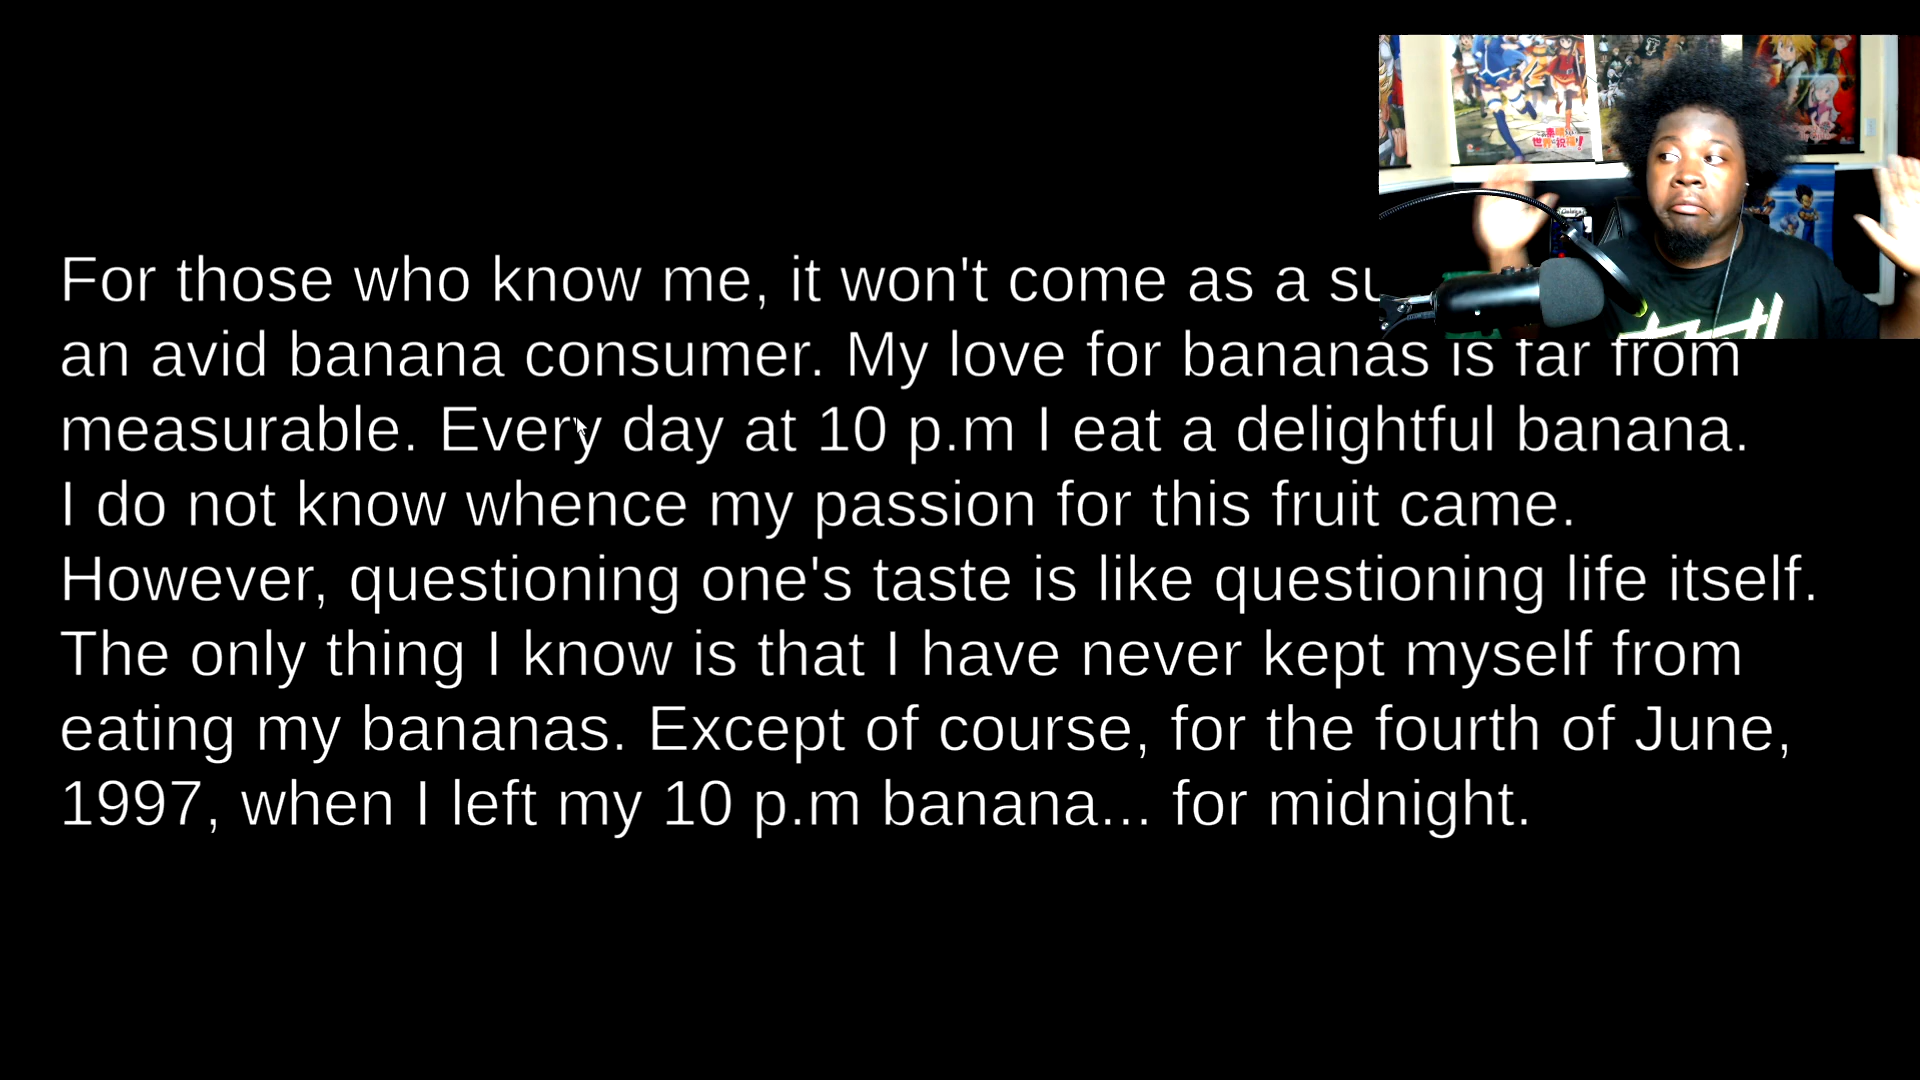 For those who know me, it won't come as a su
an avid banana consumer. My love for bananas is far from
measurable. Every day at 10 p.m I eat a delightful banana.
I do not know whence my passion for this fruit came.
However, questioning one's taste is like questioning life itself.
The only thing I know is that I have never kept myself from
eating my bananas. Except of course, for the fourth of June,
1997, when I left my 10 p.m banana... for midnight.